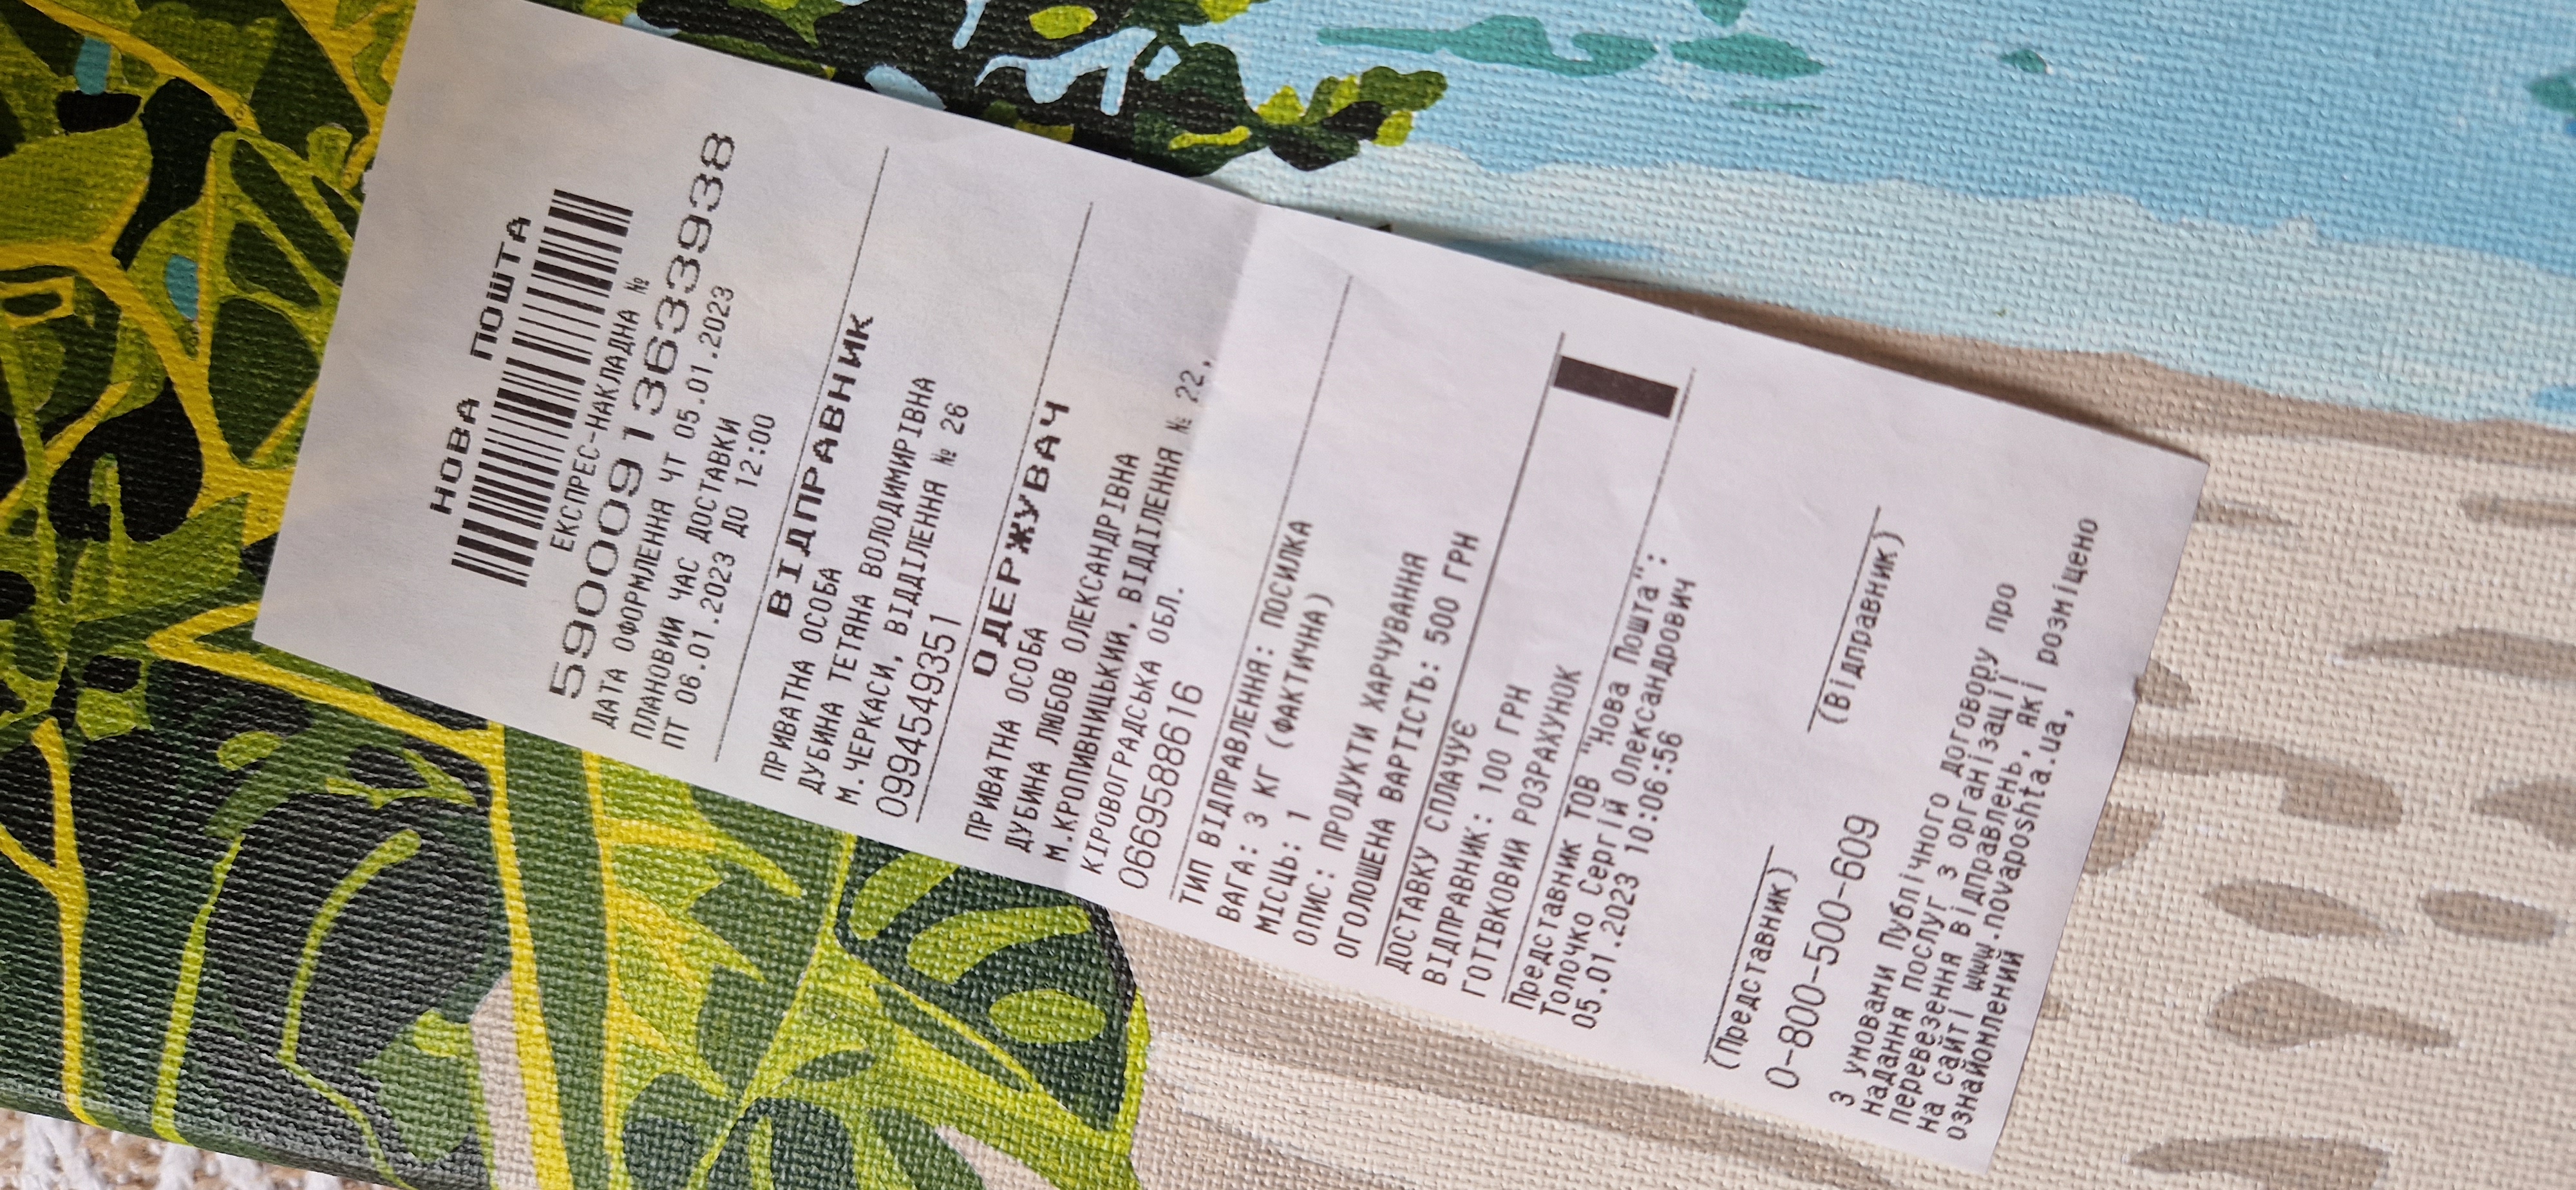 НОВА ПОШТА
ЕКСПРЕС-НАКЛАДНА №
59000913633938
ДАТА ОФОРМЛЕННЯ ЧТ 05.01.2023
ПЛАНОВИЙ ЧАС ДОСТАВКИ
ПТ 06.01.2023 ДО 12:00
ВІДПРАВНИК
ПРИВАТНА ОСОБА
ДУБИНА ТЕТЯНА ВОЛОДИМИРІВНА
М.ЧЕРКАСИ, ВІДДІЛЕННЯ № 26
0994549351
ОДЕРЖУВАЧ
ПРИВАТНА ОСОБА
ДУБИНА ЛЮБОВ ОЛЕКСАНДРІВНА
М.КРОПИВНИЦЬКИЙ, ВІДДІЛЕННЯ № 22,
КІРОВОГРАДСЬКА ОБЛ.
0669588616
ТИП ВІДПРАВЛЕННЯ: ПОСИЛКА
ВАГА: 3 КГ (ФАКТИЧНА)
МІСЦЬ: 1
ОПИС: ПРОДУКТИ ХАРЧУВАННЯ
ОГОЛОШЕНА ВАРТІСТЬ: 500 ГРН
ДОСТАВКУ СПЛАЧУЄ
ВІДПРАВНИК: 100 ГРН
ГОТІВКОВИЙ РОЗРАХУНОК
Представник ТОВ "Нова Пошта":
Толочко Сергій Олександрович
05.01.2023 10:06:56
(Представник) (Відправник)
0-800-500-609
З умовами Публічного договору про
надання послуг з організації
перевезення відправлень, які розміщено
на сайті www.novaposhta.ua,
ознайомлений